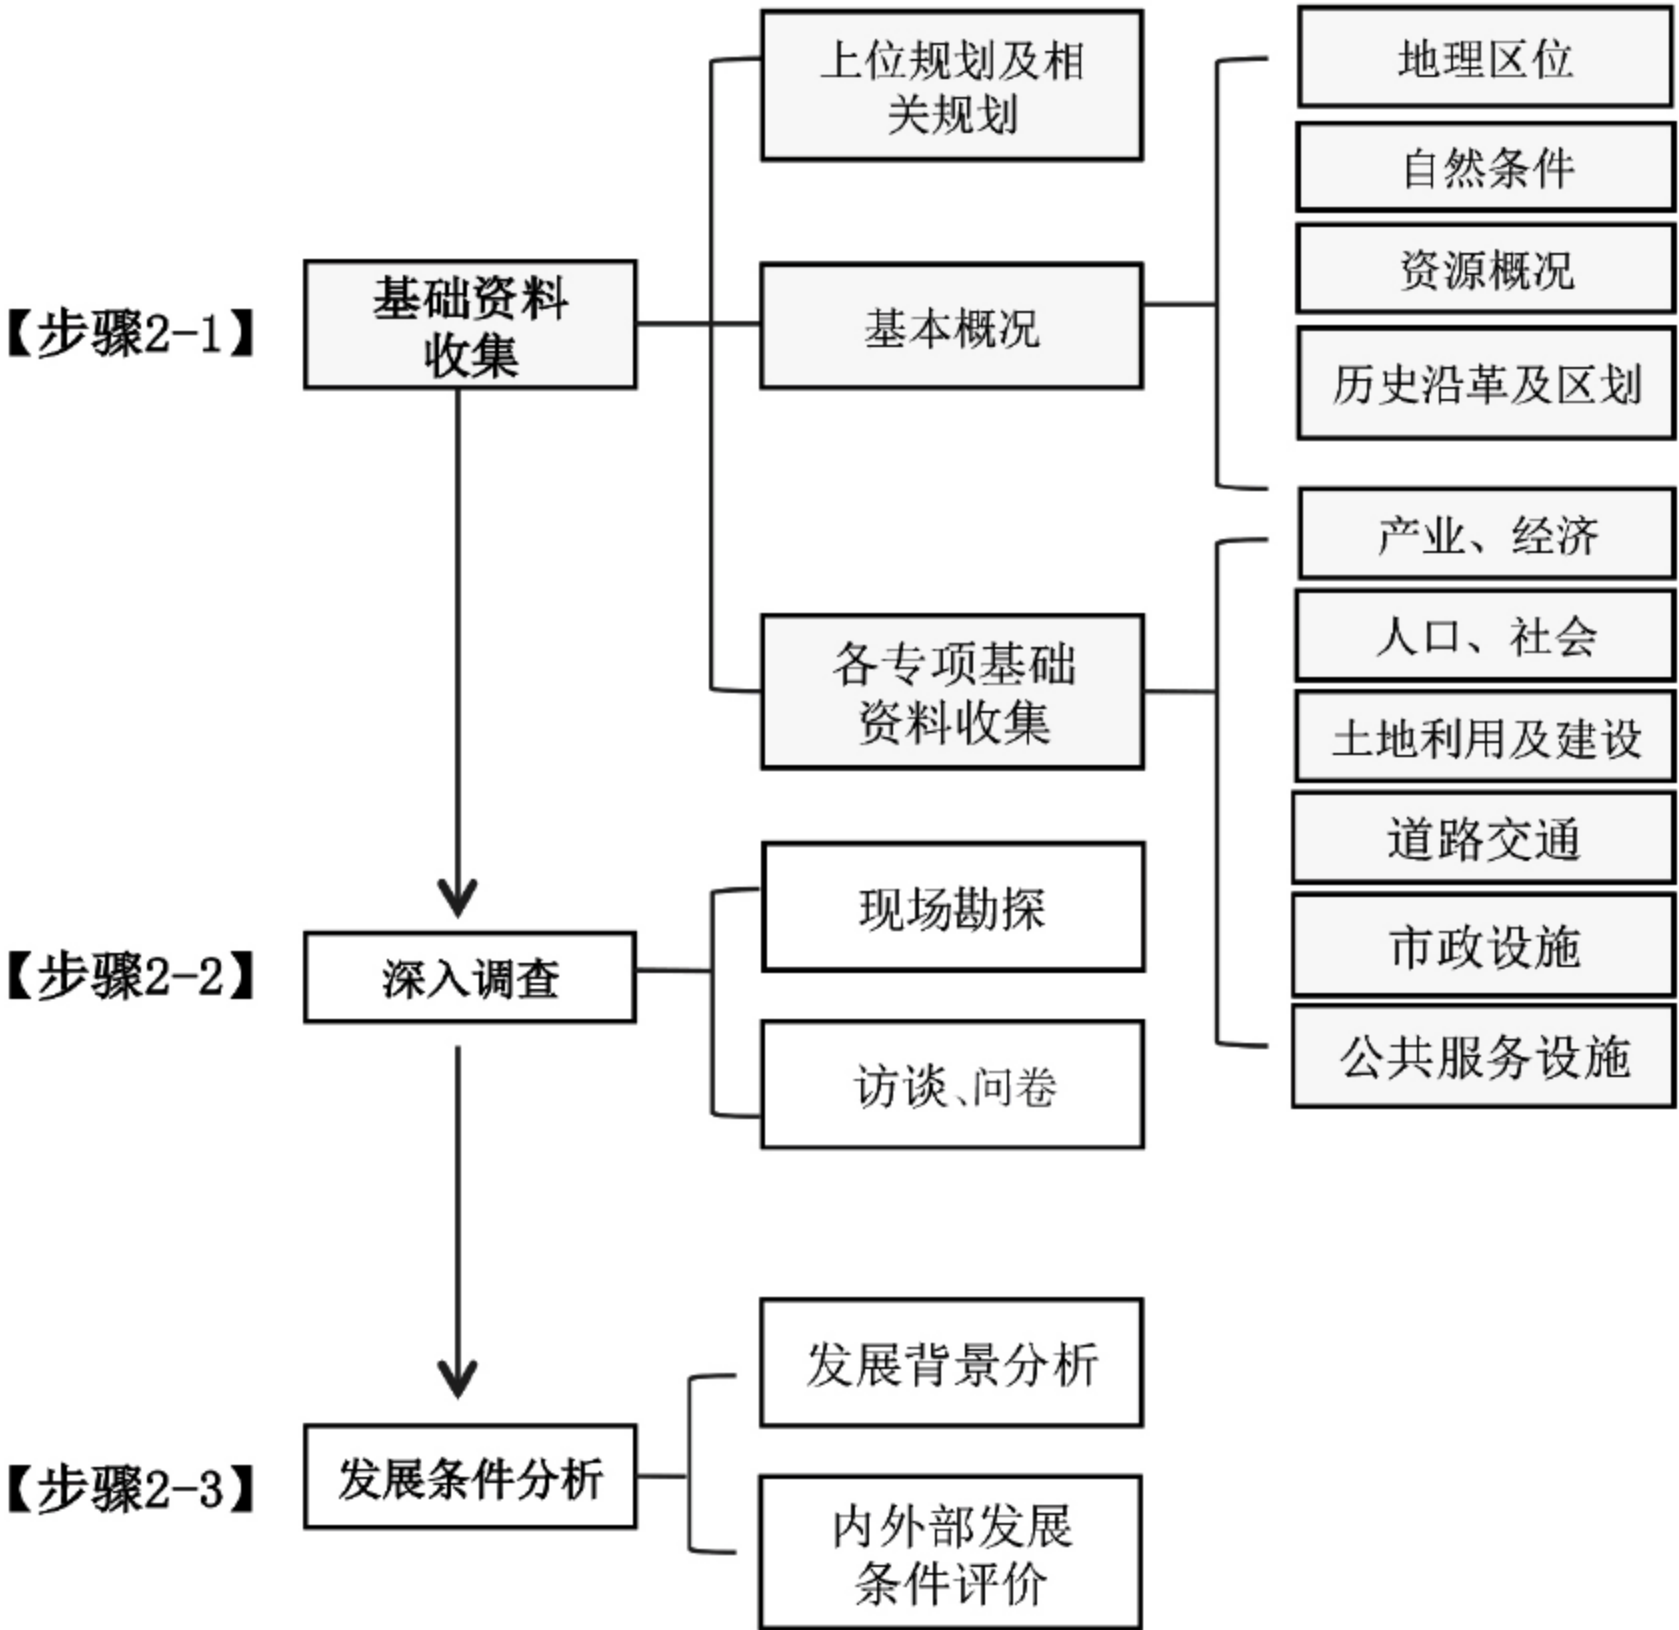 【步骤2-1】
基础资料
收集
上位规划及相
关规划
基本概况
地理区位
自然条件
资源概况
历史沿革及区划
各专项基础
资料收集
产业、经济
人口、社会
土地利用及建设
道路交通
市政设施
公共服务设施
【步骤2-2】
深入调查
现场勘探
访谈、问卷
【步骤2-3】
发展条件分析
发展背景分析
内外部发展
条件评价